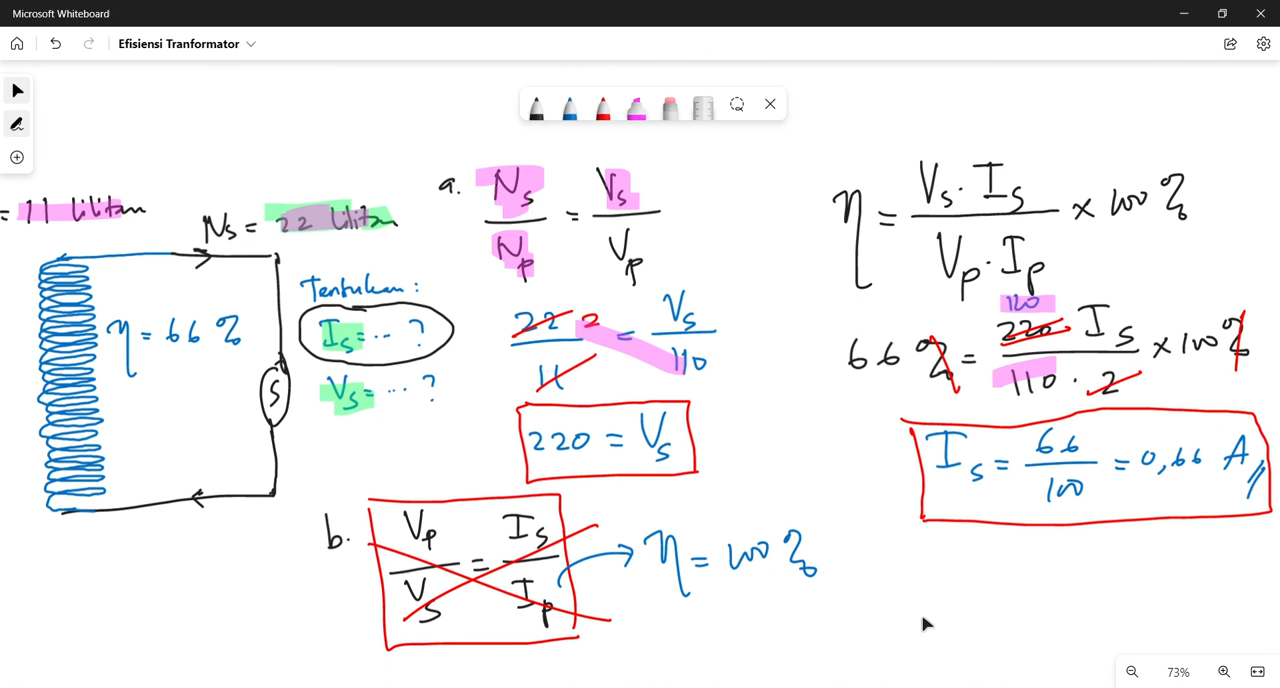 Microsoft Whiteboard
Efisiensi Tranformator
= 11 lilitan
Ns = 22 lilitan
η = 66 %
S
Tentukan :
Is = ... ?
Vs = ... ?
a. Ns/Np = Vs/Vp
22/11 2 = Vs/110
220 = Vs
b. Vp/Vs = Is/Ip → η = 100 %
η = Vs . Is / Vp . Ip × 100 %
110
66 % = 220 Is / 110 . 2 × 100 %
Is = 66/100 = 0,66 A //
73%